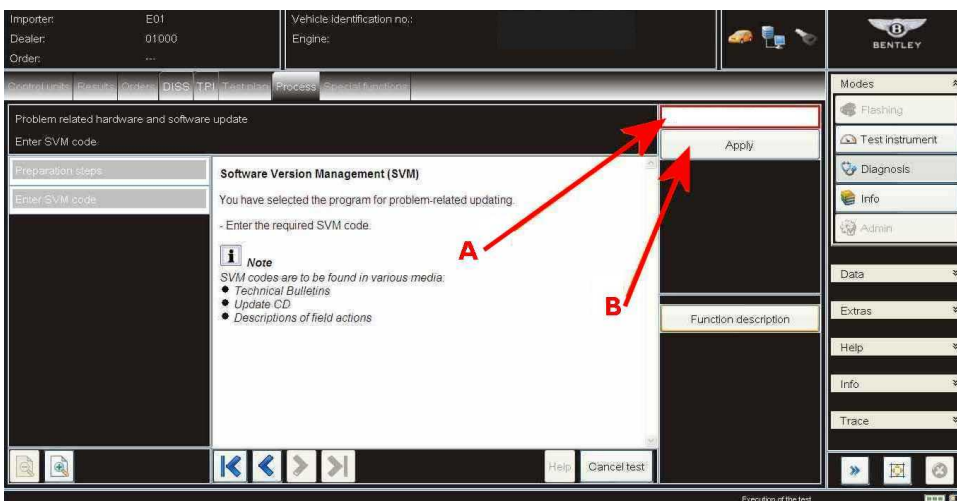 Importer: E01
Dealer: 01000
Order: ---
Vehicle identification no.:
Engine:
BENTLEY
Control units Results Orders DISS TPI Test plan Process Special functions
Problem related hardware and software update
Enter SVM code
Apply
Preparation steps
Enter SVM code
Software Version Management (SVM)
You have selected the program for problem-related updating.
- Enter the required SVM code.
i Note
SVM codes are to be found in various media:
● Technical Bulletins
● Update CD
● Descriptions of field actions
A
B
Function description
Help
Cancel test
Modes
Flashing
Test instrument
Diagnosis
Info
Admin
Data
Extras
Help
Info
Trace
Execution of the test